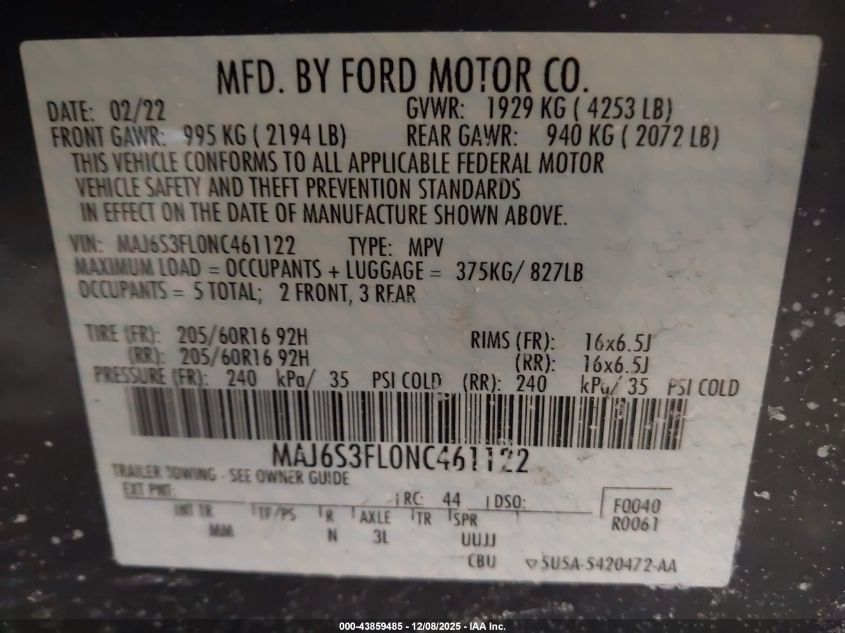 MFD. BY FORD MOTOR CO.
DATE: 02/22 GVWR: 1929 KG ( 4253 LB)
FRONT GAWR: 995 KG ( 2194 LB) REAR GAWR: 940 KG ( 2072 LB)
THIS VEHICLE CONFORMS TO ALL APPLICABLE FEDERAL MOTOR
VEHICLE SAFETY AND THEFT PREVENTION STANDARDS
IN EFFECT ON THE DATE OF MANUFACTURE SHOWN ABOVE.
VIN: MAJ6S3FL0NC461122 TYPE: MPV
MAXIMUM LOAD = OCCUPANTS + LUGGAGE = 375KG/ 827LB
OCCUPANTS = 5 TOTAL; 2 FRONT, 3 REAR
TIRE (FR): 205/60R16 92H RIMS (FR): 16x6.5J
(RR): 205/60R16 92H (RR): 16x6.5J
PRESSURE (FR): 240 kPa/ 35 PSI COLD (RR): 240 kPa/ 35 PSI COLD
MAJ6S3FL0NC461122
TRAILER TOWING - SEE OWNER GUIDE
EXT PNT: RC: 44 DSO: F0040
INT TR TP/PS R AXLE TR SPR R0061
MM N 3L UUJJ
CBU 5U5A-5420472-AA
000-43859485 - 12/08/2025 - IAA Inc.